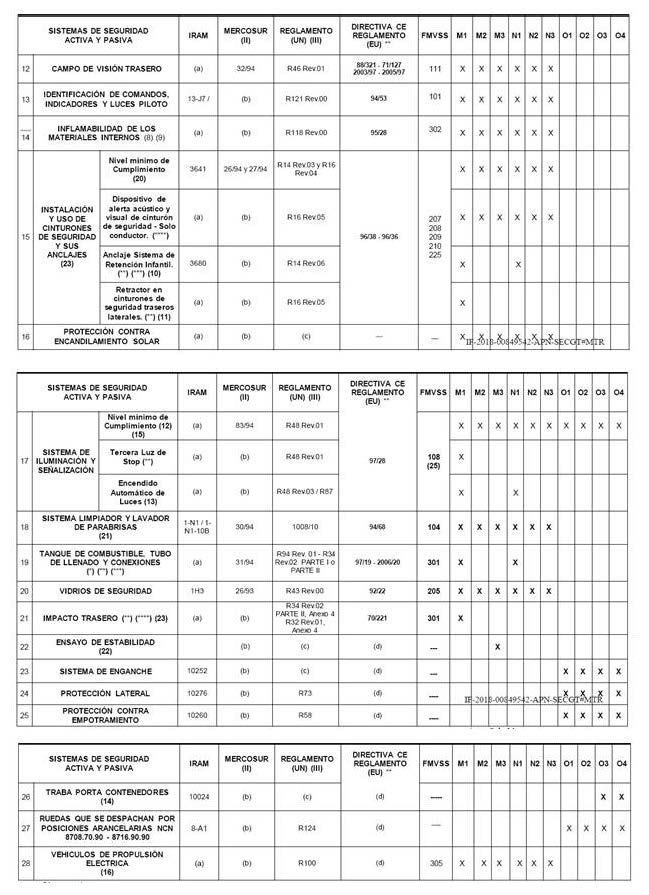 SISTEMAS DE SEGURIDAD ACTIVA Y PASIVA IRAM MERCOSUR (II) REGLAMENTO (UN) (III) DIRECTIVA CE REGLAMENTO (EU) ** FMVSS M1 M2 M3 N1 N2 N3 O1 O2 O3 O4
12 CAMPO DE VISIÓN TRASERO (a) 32/94 R46 Rev.01 88/321 - 71/127 2003/97 - 2005/97 111 X X X X X X
13 IDENTIFICACIÓN DE COMANDOS, INDICADORES Y LUCES PILOTO 13-J7 / (b) R121 Rev.00 94/53 101 X X X X X X
14 INFLAMABILIDAD DE LOS MATERIALES INTERNOS (8) (9) (a) (b) R118 Rev.00 95/28 302 X X X X X X
15 INSTALACIÓN Y USO DE CINTURONES DE SEGURIDAD Y SUS ANCLAJES (23)
Nivel mínimo de Cumplimiento (20) 3641 26/94 y 27/94 R14 Rev.03 y R16 Rev.04 96/38 - 96/36 207 208 209 210 225 X X X X X X
Dispositivo de alerta acústico y visual de cinturón de seguridad - Solo conductor. (****) (a) (b) R16 Rev.05 X X X X X X
Anclaje Sistema de Retención Infantil. (**) (***) (10) 3680 (b) R14 Rev.06 X X
Retractor en cinturones de seguridad traseros laterales. (**) (11) (a) (b) R16 Rev.05 X
16 PROTECCIÓN CONTRA ENCANDILAMIENTO SOLAR (a) (b) (c) --- --- X X X X X X
IF-2018-00849542-APN-SECGT#MTR
SISTEMAS DE SEGURIDAD ACTIVA Y PASIVA IRAM MERCOSUR (II) REGLAMENTO (UN) (III) DIRECTIVA CE REGLAMENTO (EU) ** FMVSS M1 M2 M3 N1 N2 N3 O1 O2 O3 O4
17 SISTEMA DE ILUMINACIÓN Y SEÑALIZACIÓN
Nivel mínimo de Cumplimiento (12) (15) (a) 83/94 R48 Rev.01 97/28 108 (25) X X X X X X X X X X
Tercera Luz de Stop (**) (a) (b) R48 Rev.01 X
Encendido Automático de Luces (13) (a) (b) R48 Rev.03 / R87 X X
18 SISTEMA LIMPIADOR Y LAVADOR DE PARABRISAS (21) 1-N1 / 1-N1-10B 30/94 1008/10 94/68 104 X X X X X X
19 TANQUE DE COMBUSTIBLE, TUBO DE LLENADO Y CONEXIONES (*) (**) (***) (a) 31/94 R94 Rev. 01 - R34 Rev.02 PARTE I o PARTE II 97/19 - 2006/20 301 X X
20 VIDRIOS DE SEGURIDAD 1H3 26/93 R43 Rev.00 92/22 205 X X X X X X
21 IMPACTO TRASERO (**) (****) (23) (a) (b) R34 Rev.02 PARTE II, Anexo 4 R32 Rev.01, Anexo 4 70/221 301 X
22 ENSAYO DE ESTABILIDAD (22) (b) (c) (d) --- X
23 SISTEMA DE ENGANCHE 10252 (b) (c) (d) --- X X X X
24 PROTECCIÓN LATERAL 10276 (b) R73 (d) ---- X X X X
IF-2018-00849542-APN-SECGT#MTR
25 PROTECCIÓN CONTRA EMPOTRAMIENTO 10260 (b) R58 (d) ---- X X X X
SISTEMAS DE SEGURIDAD ACTIVA Y PASIVA IRAM MERCOSUR (II) REGLAMENTO (UN) (III) DIRECTIVA CE REGLAMENTO (EU) ** FMVSS M1 M2 M3 N1 N2 N3 O1 O2 O3 O4
26 TRABA PORTA CONTENEDORES (14) 10024 (b) (c) (d) ----- X X
27 RUEDAS QUE SE DESPACHAN POR POSICIONES ARANCELARIAS NCN 8708.70.90 - 8716.90.90 8-A1 (b) R124 (d) ---- X X X X
28 VEHICULOS DE PROPULSIÓN ELECTRICA (16) (a) (b) R100 (d) 305 X X X X X X